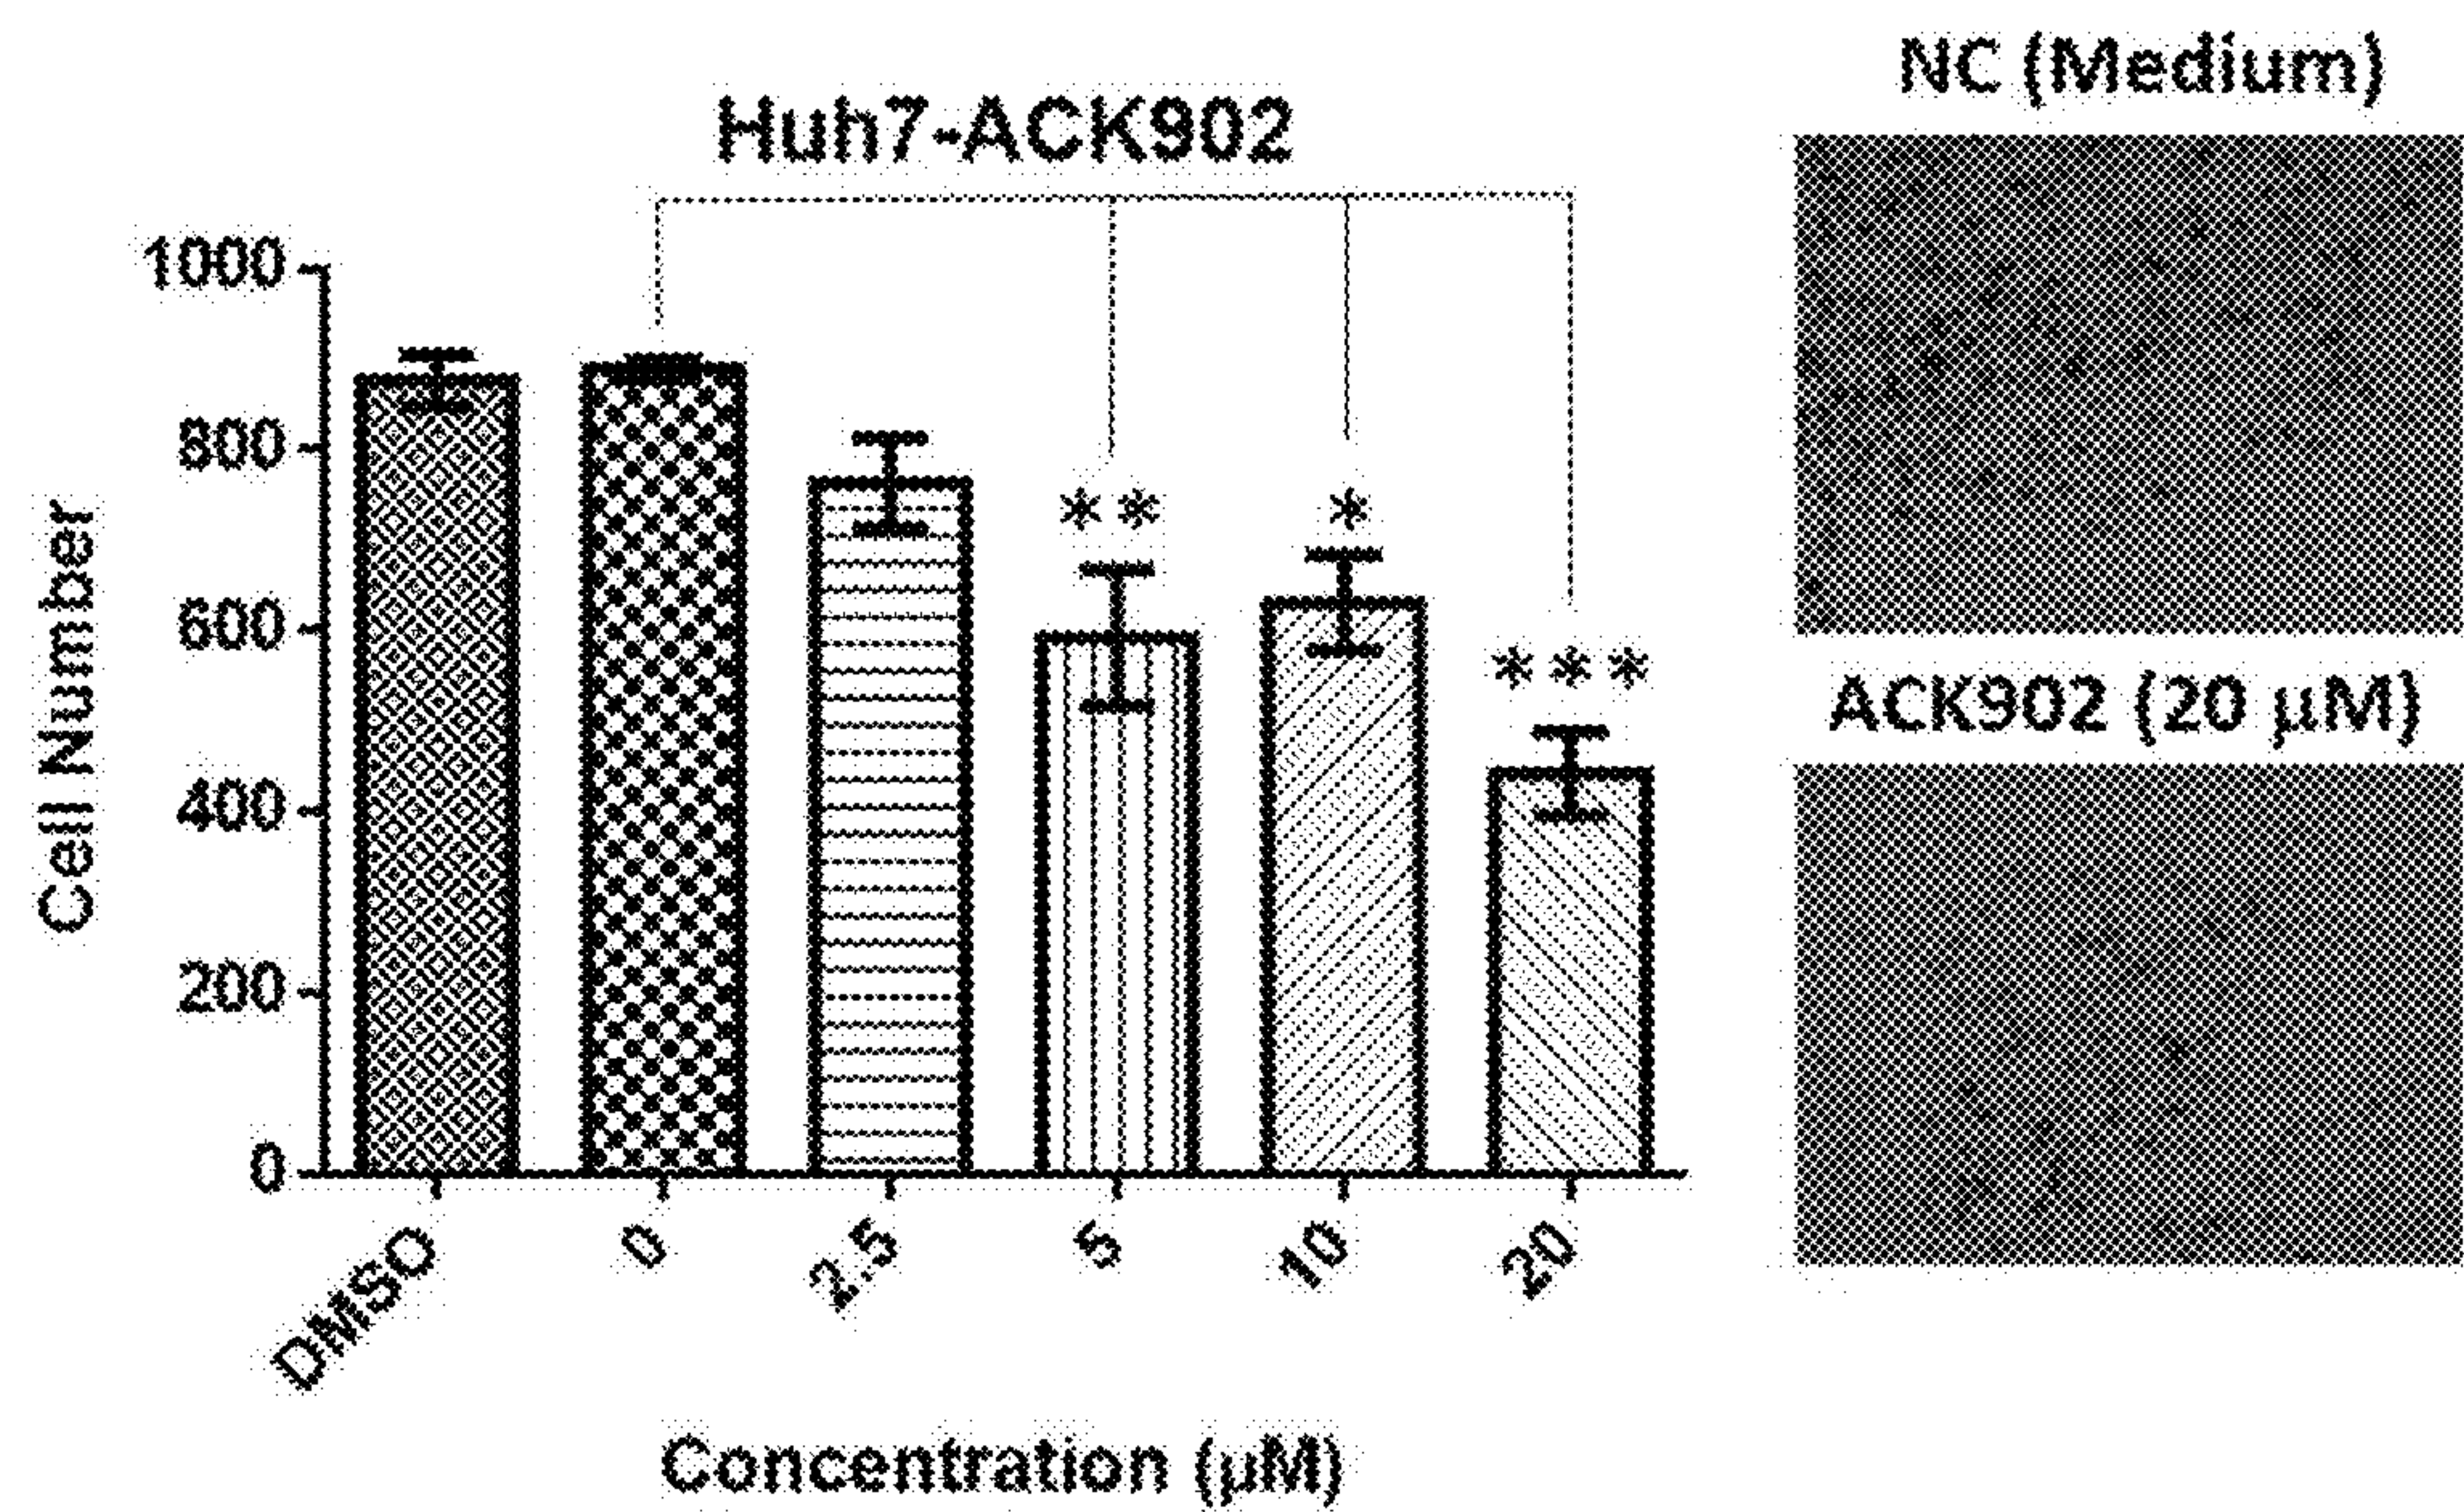 Huh7-ACK902
NC (Medium)
1000
800
600
400
200
0
Cell Number
**
*
***
ACK902 (20 μM)
DMSO
0
2.5
5
10
20
Concentration (μM)